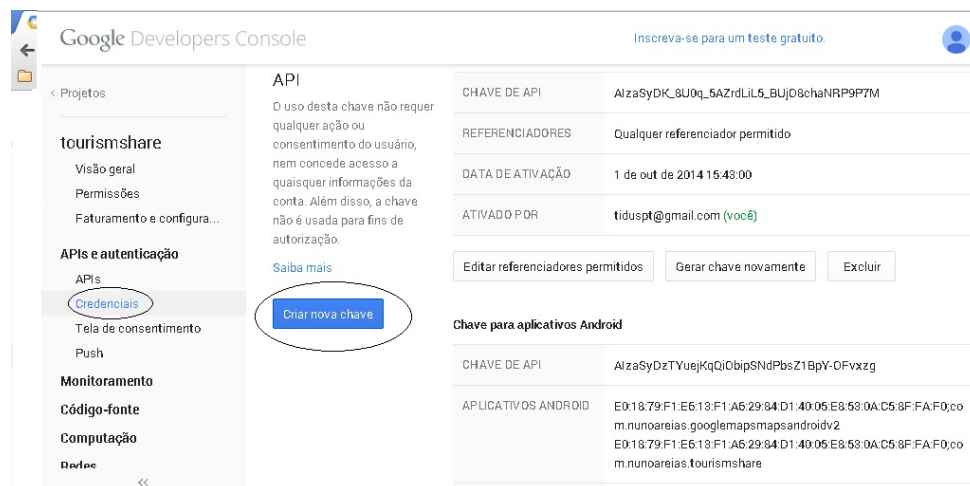 Google Developers Console
Inscreva-se para um teste gratuito.
< Projetos
tourismshare
Visão geral
Permissões
Faturamento e configura...
APIs e autenticação
APIs
Credenciais
Tela de consentimento
Push
Monitoramento
Código-fonte
Computação
Redes
<<
API
O uso desta chave não requer
qualquer ação ou
consentimento do usuário,
nem concede acesso a
quaisquer informações da
conta. Além disso, a chave
não é usada para fins de
autorização.
Saiba mais
Criar nova chave
CHAVE DE API AIzaSyDK_8U0q_5AZrdLiL5_BUjO8chaNRP9P7M
REFERENCIADORES Qualquer referenciador permitido
DATA DE ATIVAÇÃO 1 de out de 2014 15:43:00
ATIVADO POR tiduspt@gmail.com (você)
Editar referenciadores permitidos Gerar chave novamente Excluir
Chave para aplicativos Android
CHAVE DE API AIzaSyDzTYuejKqQiObipSNdPbsZ1BpY-OFvxzg
APLICATIVOS ANDROID E0:18:79:F1:E6:13:F1:A6:29:84:D1:40:05:E8:53:0A:C5:8F:FA:F0;co
m.nunoareias.googlemapsmapsandroidv2
E0:18:79:F1:E6:13:F1:A6:29:84:D1:40:05:E8:53:0A:C5:8F:FA:F0;co
m.nunoareias.tourismshare